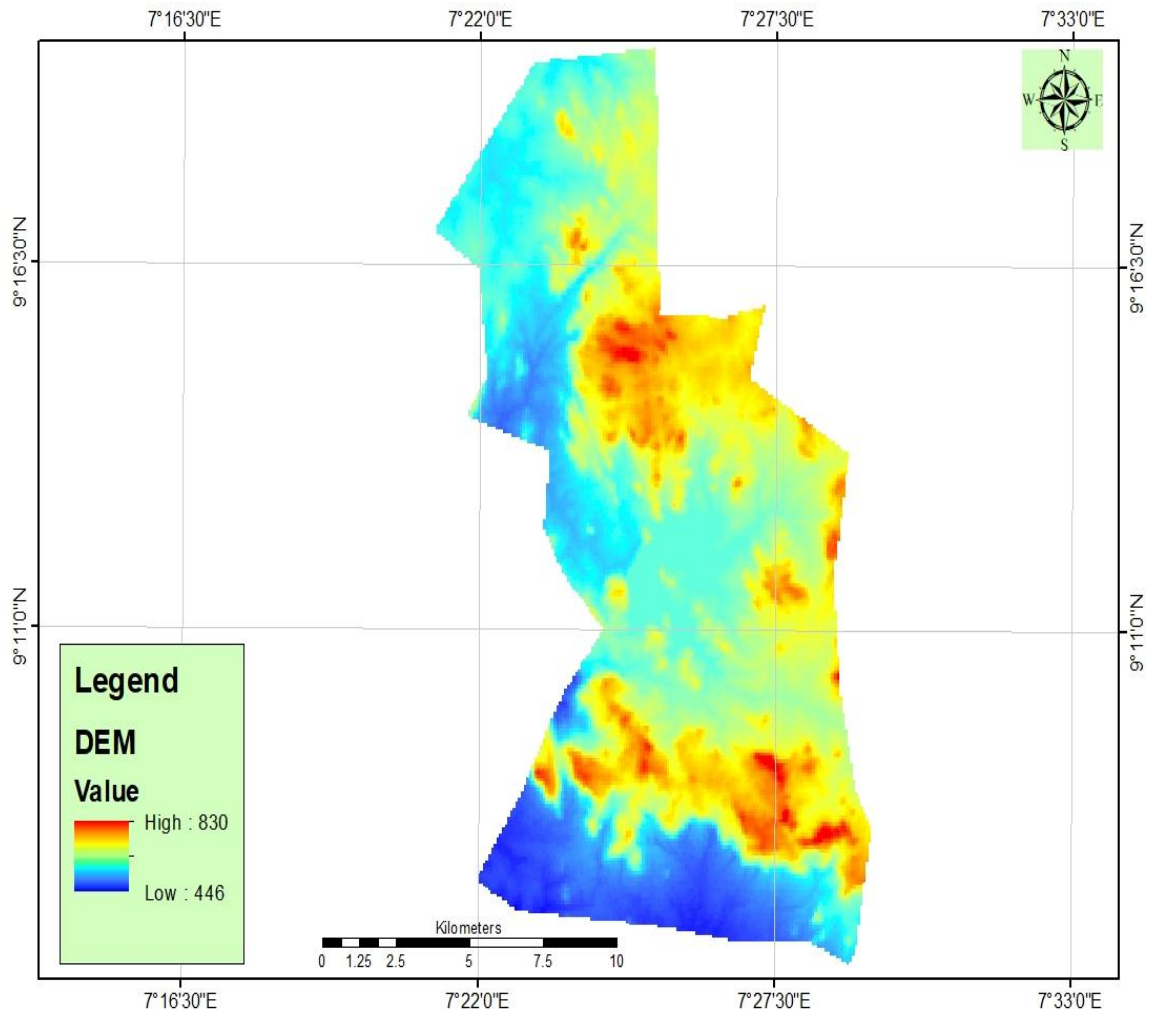 7°16'30"E 7°22'0"E 7°27'30"E 7°33'0"E
N
W E
S
9°16'30"N 9°16'30"N
9°11'0"N 9°11'0"N
Legend
DEM
Value
High : 830
Low : 446
Kilometers
0 1.25 2.5 5 7.5 10
7°16'30"E 7°22'0"E 7°27'30"E 7°33'0"E